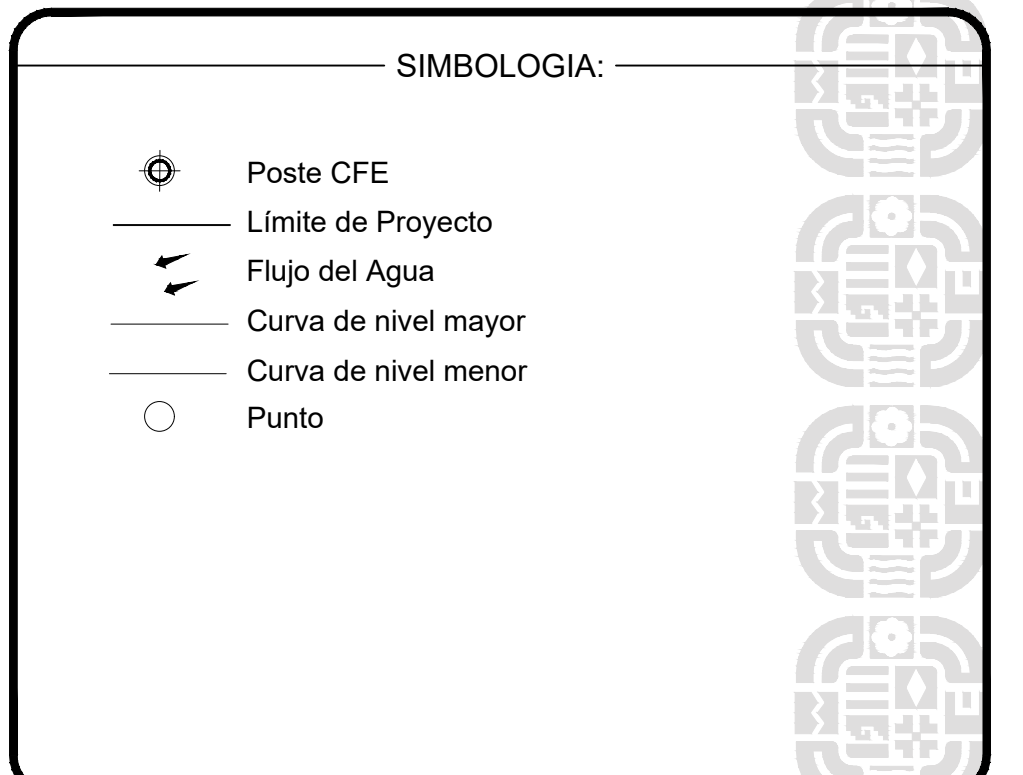 SIMBOLOGIA:
Poste CFE
Límite de Proyecto
Flujo del Agua
Curva de nivel mayor
Curva de nivel menor
Punto